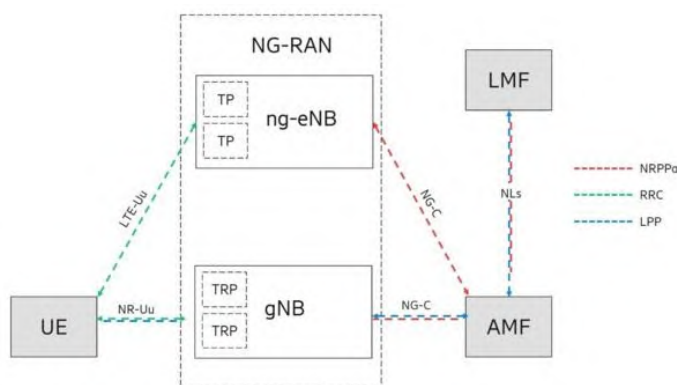 NG-RAN
TP
TP
ng-eNB
LMF
NRPPa
RRC
LPP
LTE-Uu
NG-C
NLs
TRP
TRP
gNB
UE
NR-Uu
NG-C
AMF